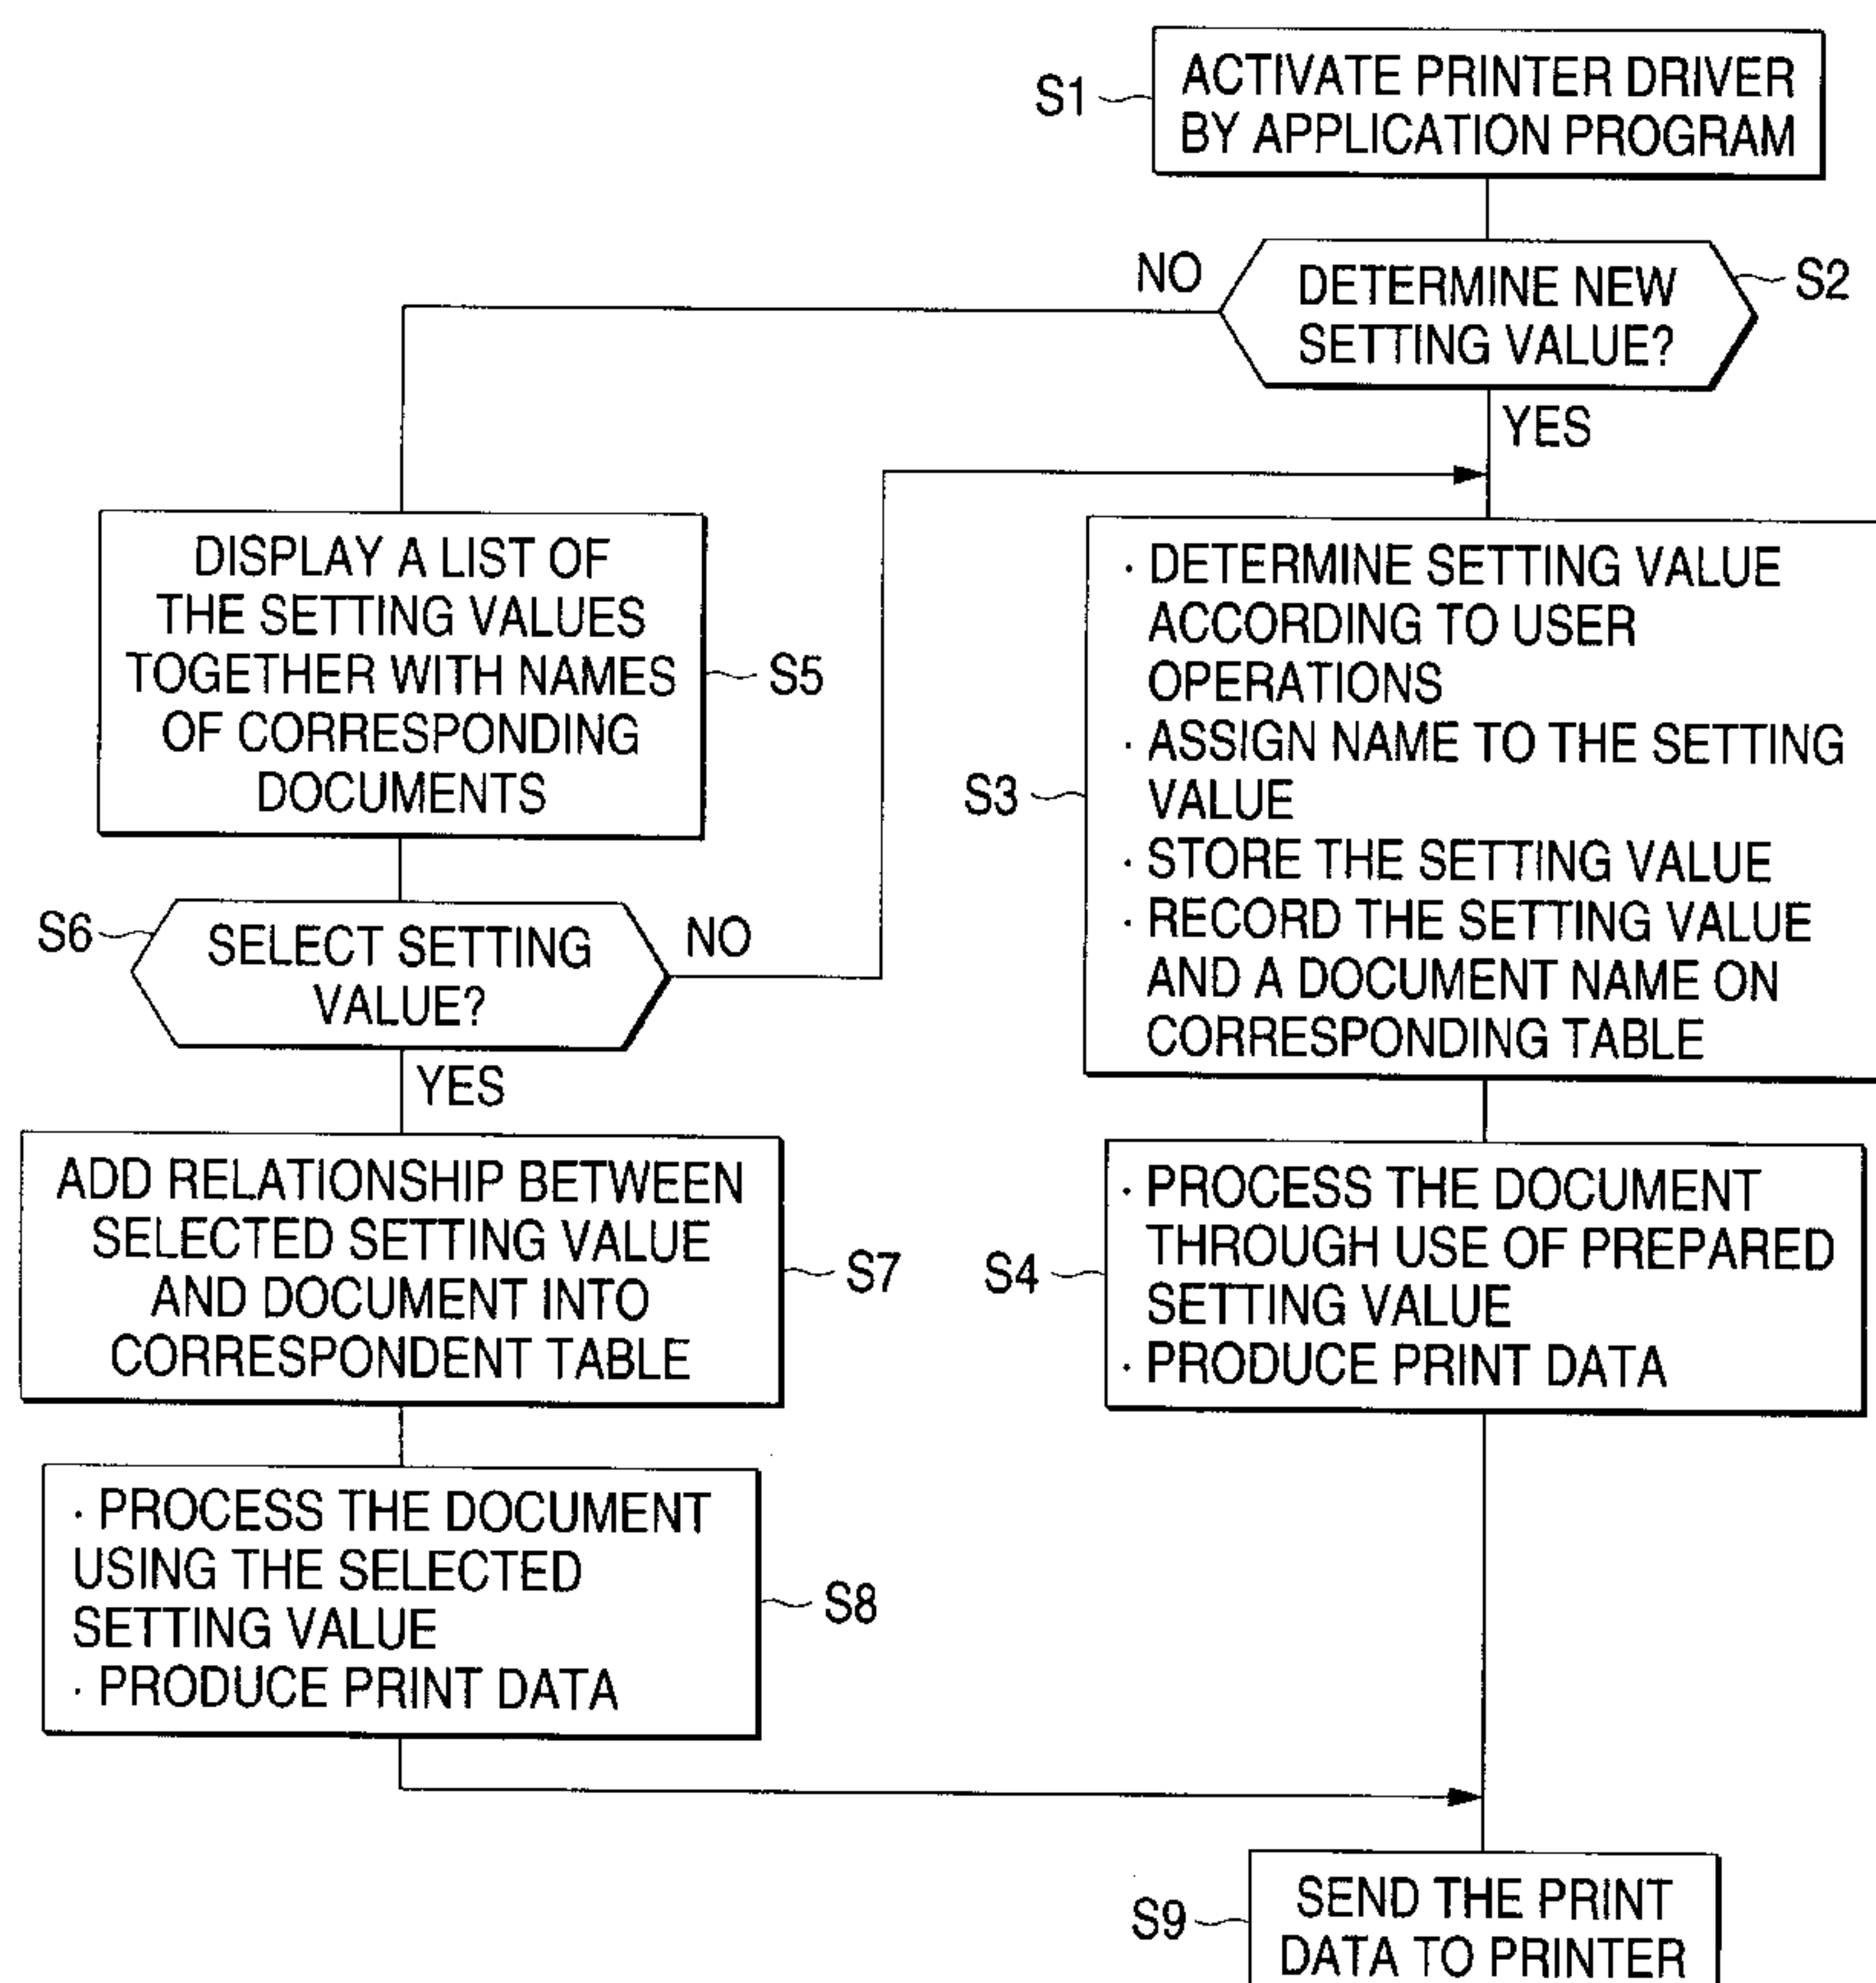 S1
ACTIVATE PRINTER DRIVER
BY APPLICATION PROGRAM
NO
DETERMINE NEW
SETTING VALUE?
S2
YES
DISPLAY A LIST OF
THE SETTING VALUES
TOGETHER WITH NAMES
OF CORRESPONDING
DOCUMENTS
S5
S3
· DETERMINE SETTING VALUE
ACCORDING TO USER
OPERATIONS
· ASSIGN NAME TO THE SETTING
VALUE
· STORE THE SETTING VALUE
· RECORD THE SETTING VALUE
AND A DOCUMENT NAME ON
CORRESPONDING TABLE
S6
SELECT SETTING
VALUE?
NO
YES
ADD RELATIONSHIP BETWEEN
SELECTED SETTING VALUE
AND DOCUMENT INTO
CORRESPONDENT TABLE
S7
S4
· PROCESS THE DOCUMENT
THROUGH USE OF PREPARED
SETTING VALUE
· PRODUCE PRINT DATA
· PROCESS THE DOCUMENT
USING THE SELECTED
SETTING VALUE
· PRODUCE PRINT DATA
S8
S9
SEND THE PRINT
DATA TO PRINTER